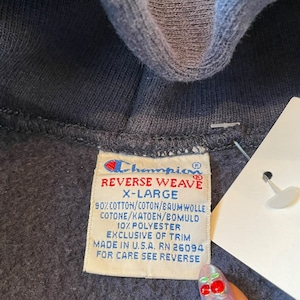 Champion®
REVERSE WEAVE®
X-LARGE
90% COTTON/COTON/BAUMWOLLE
COTONE/KATOEN/BOMULD
10% POLYESTER
EXCLUSIVE OF TRIM
MADE IN U.S.A. RN 26094
FOR CARE SEE REVERSE